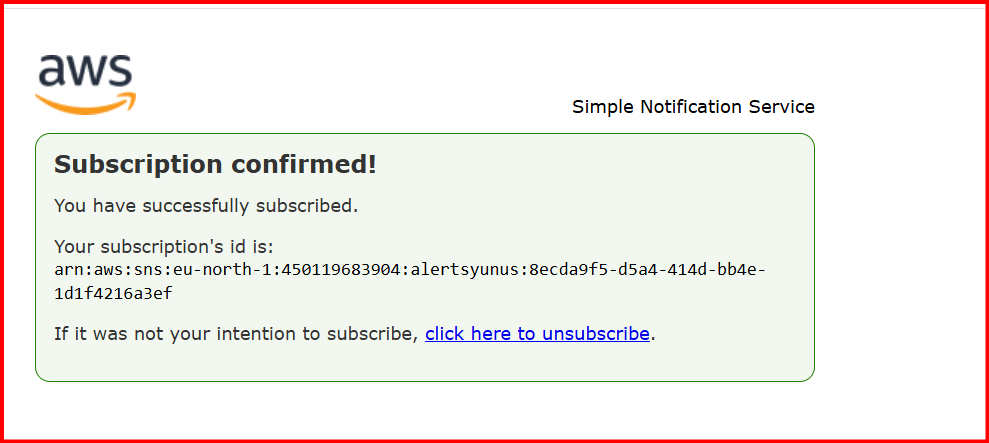 aws
Simple Notification Service
Subscription confirmed!
You have successfully subscribed.
Your subscription's id is:
arn:aws:sns:eu-north-1:450119683904:alertsyunus:8ecda9f5-d5a4-414d-bb4e-
1d1f4216a3ef
If it was not your intention to subscribe, click here to unsubscribe.